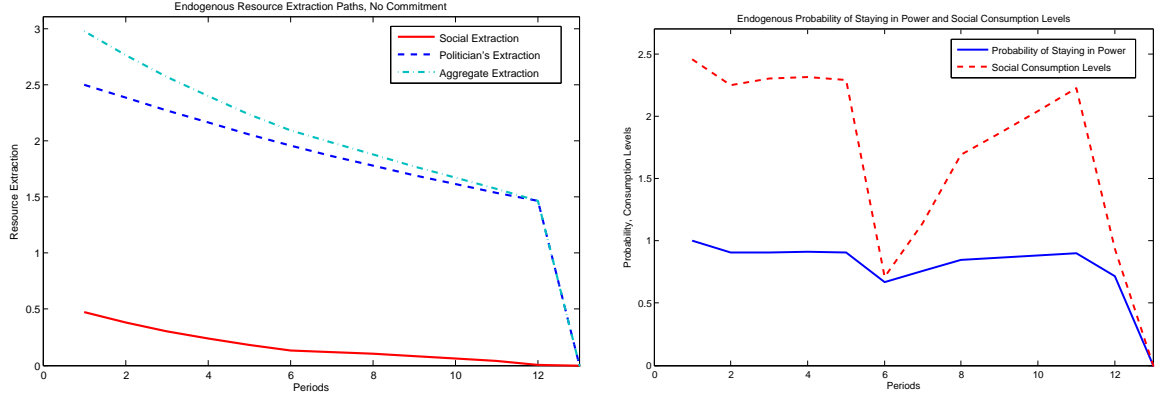 Endogenous Resource Extraction Paths, No Commitment
3
2.5
2
1.5
1
0.5
0
Resource Extraction
Social Extraction
Politician's Extraction
Aggregate Extraction
0 2 4 6 8 10 12
Periods
Endogenous Probability of Staying in Power and Social Consumption Levels
2.5
2
1.5
1
0.5
0
Probability, Consumption Levels
Probability of Staying in Power
Social Consumption Levels
0 2 4 6 8 10 12
Periods